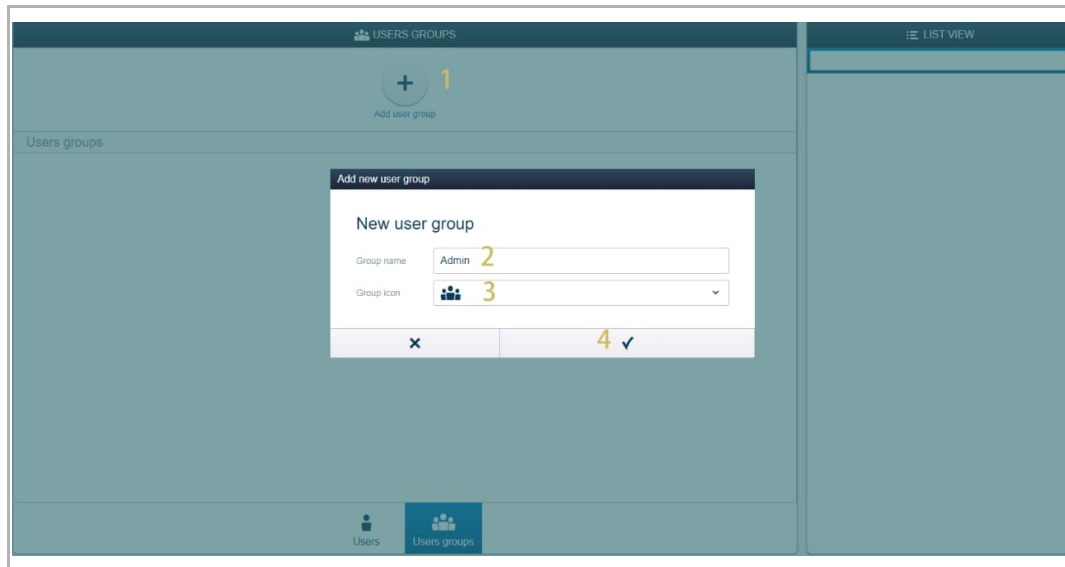 USERS GROUPS
LIST VIEW
1
Add user group
Users groups
Add new user group
New user group
Group name Admin 2
Group icon 3
4
Users Users groups